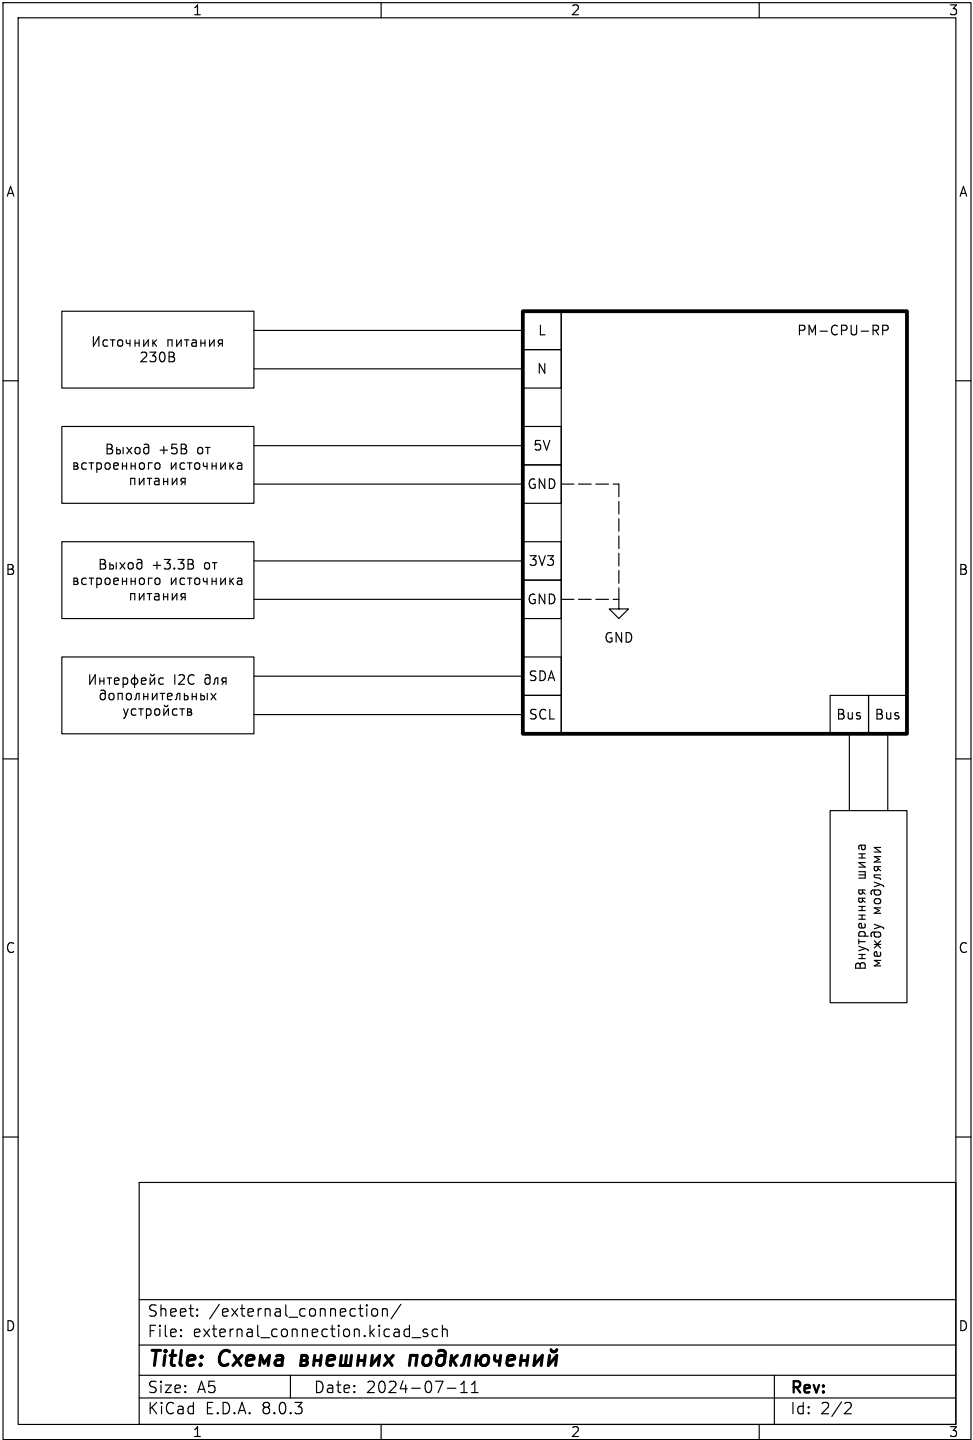 1 2 3
A A
Источник питания
230В
L
PM-CPU-RP
N
Выход +5В от
встроенного источника
питания
5V
GND
B B
Выход +3.3В от
встроенного источника
питания
3V3
GND
GND
Интерфейс I2C для
дополнительных
устройств
SDA
SCL
Bus Bus
Внутренняя шина
между модулями
C C
Sheet: /external_connection/
File: external_connection.kicad_sch
D D
Title: Схема внешних подключений
Size: A5 Date: 2024-07-11 Rev:
KiCad E.D.A. 8.0.3 Id: 2/2
1 2 3